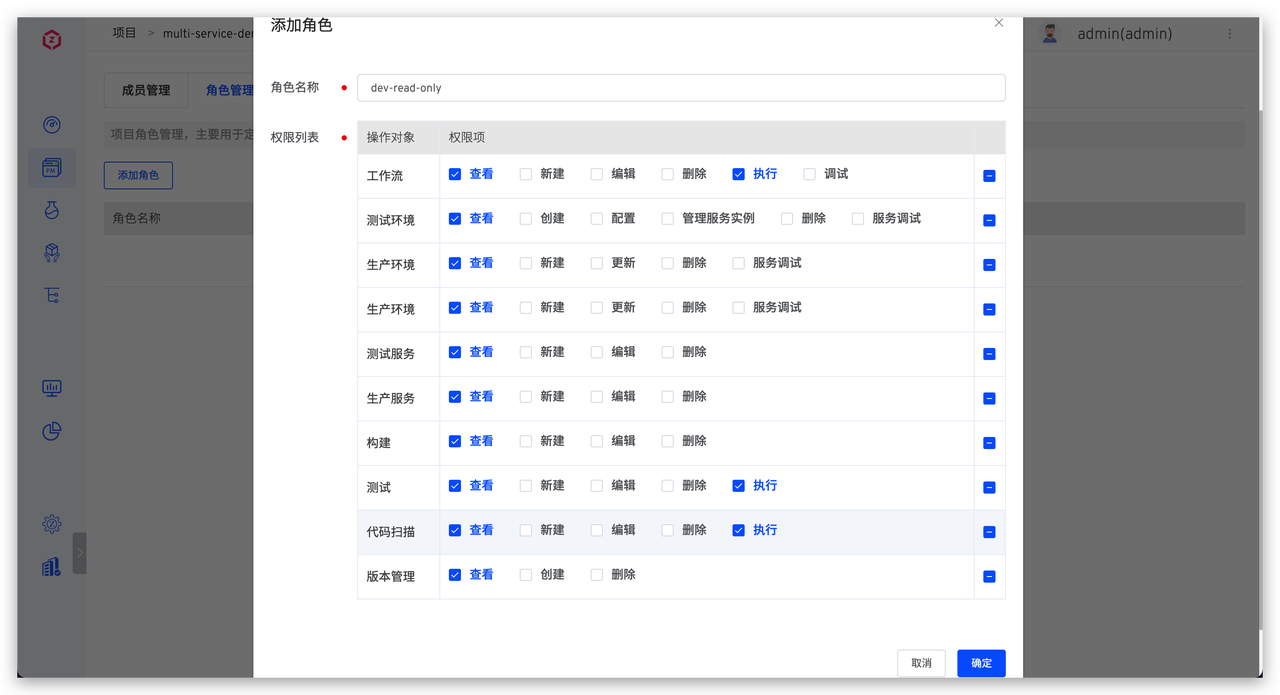 添加角色
项目 > multi-service-de
admin(admin)
成员管理 角色管理
项目角色管理，主要用于定
添加角色
角色名称
角色名称 dev-read-only
权限列表 操作对象 权限项
工作流 查看 新建 编辑 删除 执行 调试
测试环境 查看 创建 配置 管理服务实例 删除 服务调试
生产环境 查看 新建 更新 删除 服务调试
生产环境 查看 新建 更新 删除 服务调试
测试服务 查看 新建 编辑 删除
生产服务 查看 新建 编辑 删除
构建 查看 新建 编辑 删除
测试 查看 新建 编辑 删除 执行
代码扫描 查看 新建 编辑 删除 执行
版本管理 查看 创建 删除
取消 确定